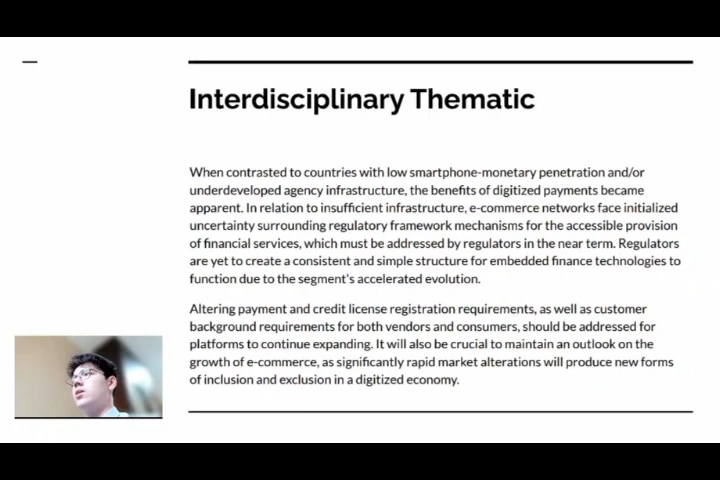 Interdisciplinary Thematic
When contrasted to countries with low smartphone-monetary penetration and/or
underdeveloped agency infrastructure, the benefits of digitized payments became
apparent. In relation to insufficient infrastructure, e-commerce networks face initialized
uncertainty surrounding regulatory framework mechanisms for the accessible provision
of financial services, which must be addressed by regulators in the near term. Regulators
are yet to create a consistent and simple structure for embedded finance technologies to
function due to the segment's accelerated evolution.
Altering payment and credit license registration requirements, as well as customer
background requirements for both vendors and consumers, should be addressed for
platforms to continue expanding. It will also be crucial to maintain an outlook on the
growth of e-commerce, as significantly rapid market alterations will produce new forms
of inclusion and exclusion in a digitized economy.